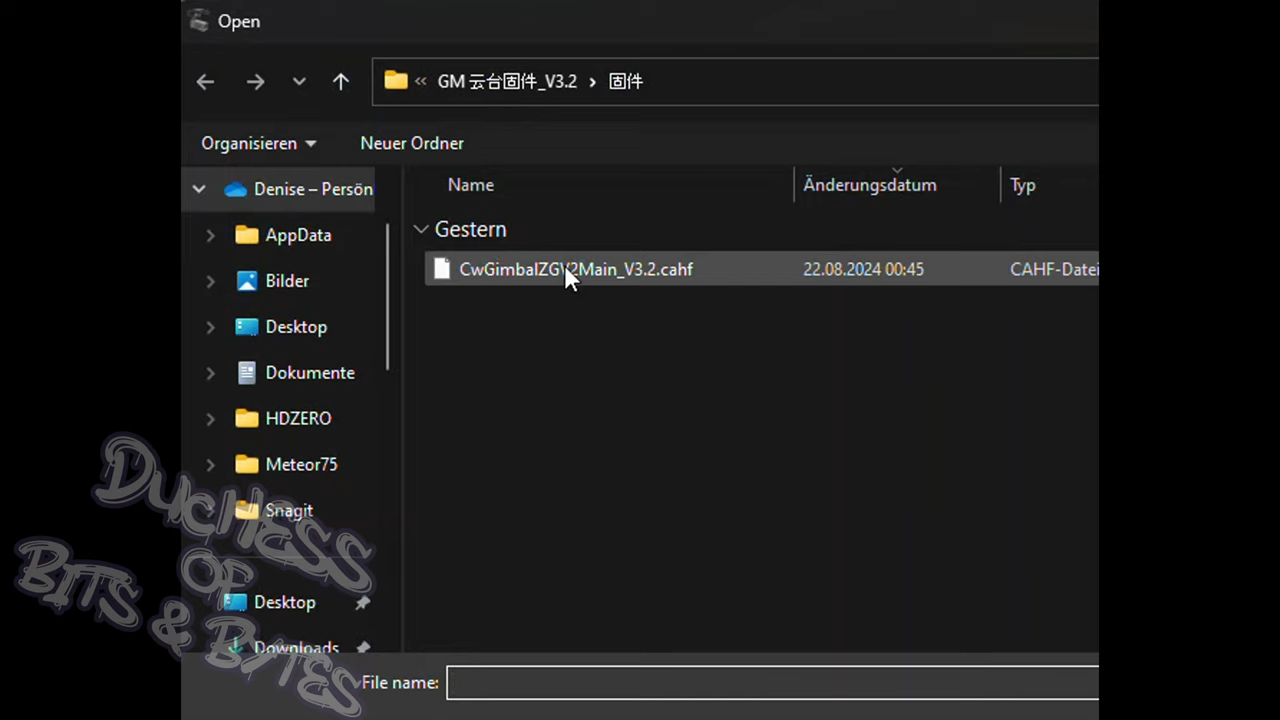 Open
« GM 云台固件_V3.2 › 固件
Organisieren Neuer Ordner
Denise – Persön
AppData
Bilder
Desktop
Dokumente
HDZERO
Meteor75
Snagit
Desktop
Downloads
Name Änderungsdatum Typ
Gestern
CwGimbalZGV2Main_V3.2.cahf 22.08.2024 00:45 CAHF-Datei
File name:
DUCHESS
OF
BITS & BYTES